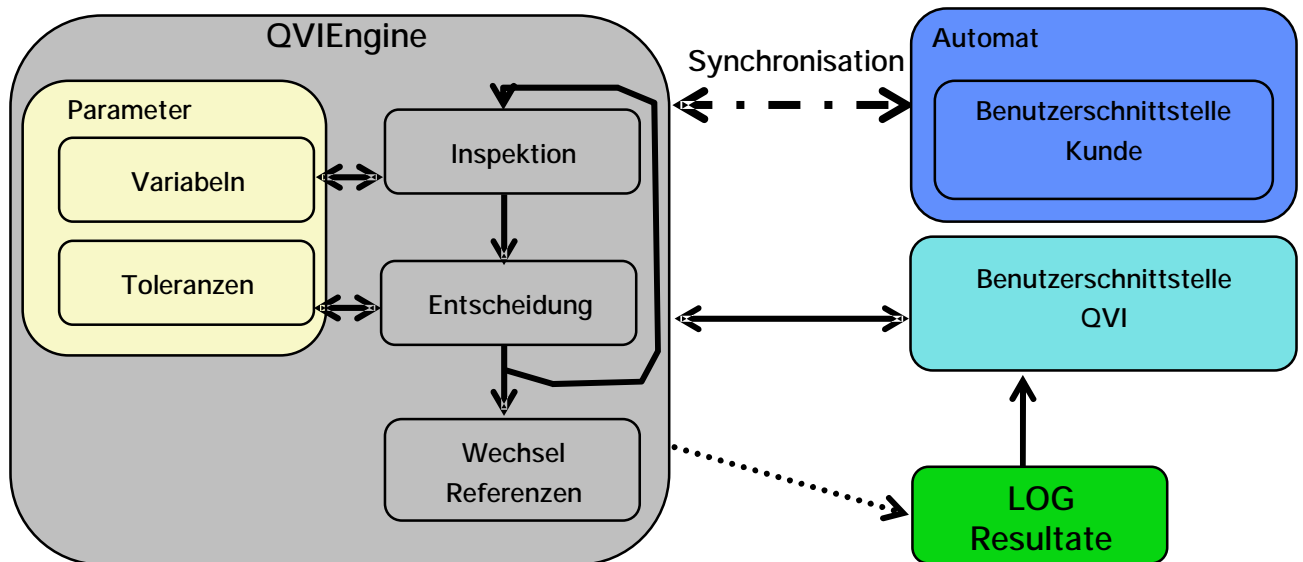 QVIEngine
Parameter
Variabeln
Toleranzen
Inspektion
Entscheidung
Wechsel
Referenzen
Synchronisation
Automat
Benutzerschnittstelle
Kunde
Benutzerschnittstelle
QVI
LOG
Resultate